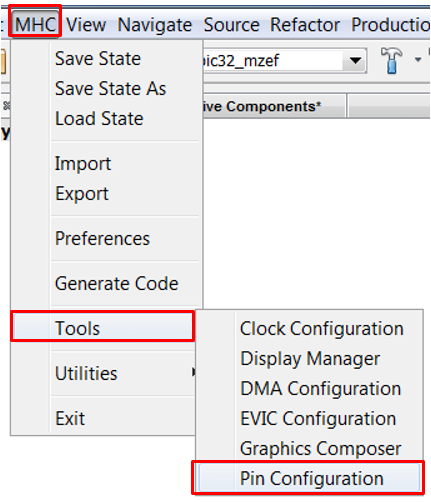 MHC View Navigate Source Refactor Productio
pic32_mzef
ive Components*
Save State
Save State As
Load State
Import
Export
Preferences
Generate Code
Tools
Utilities
Exit
Clock Configuration
Display Manager
DMA Configuration
EVIC Configuration
Graphics Composer
Pin Configuration